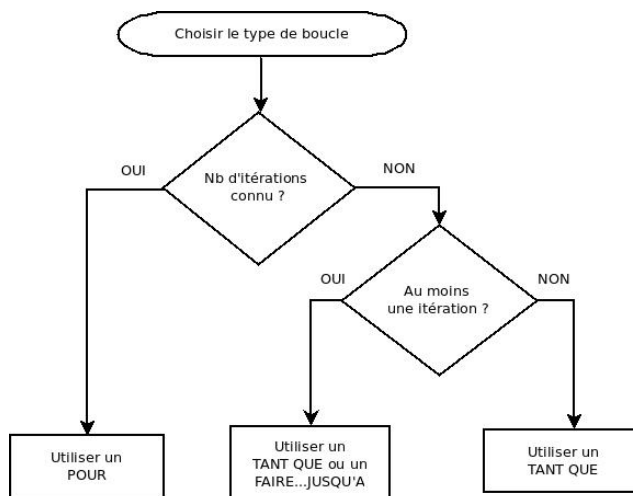 Choisir le type de boucle
OUI
Nb d'itérations
connu ?
NON
OUI
Au moins
une itération ?
NON
Utiliser un
POUR
Utiliser un
TANT QUE ou un
FAIRE...JUSQU'A
Utiliser un
TANT QUE